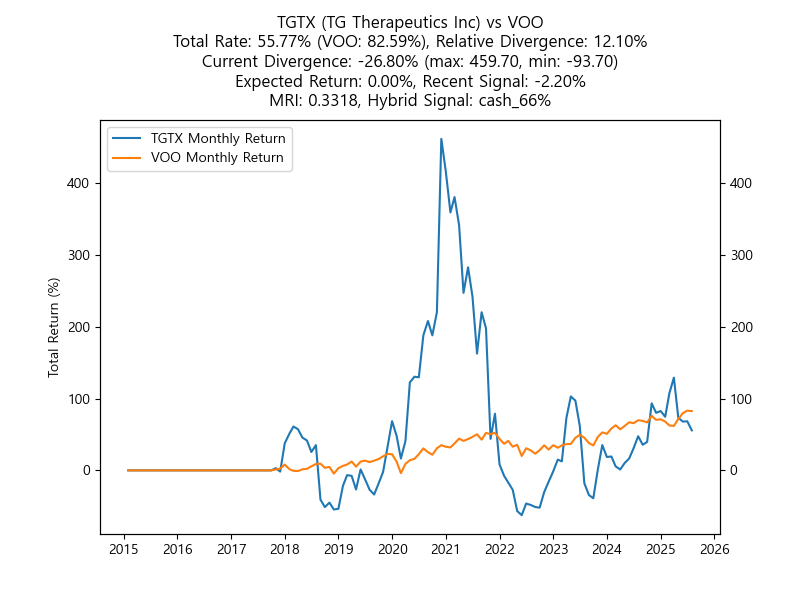 TGTX (TG Therapeutics Inc) vs VOO
Total Rate: 55.77% (VOO: 82.59%), Relative Divergence: 12.10%
Current Divergence: -26.80% (max: 459.70, min: -93.70)
Expected Return: 0.00%, Recent Signal: -2.20%
MRI: 0.3318, Hybrid Signal: cash_66%
TGTX Monthly Return
VOO Monthly Return
Total Return (%)
400
300
200
100
0
400
300
200
100
0
2015 2016 2017 2018 2019 2020 2021 2022 2023 2024 2025 2026